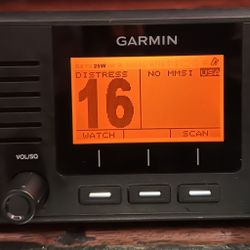 GARMIN
25W
DISTRESS NO MMSI USA
16
WATCH SCAN
VOL/SQ